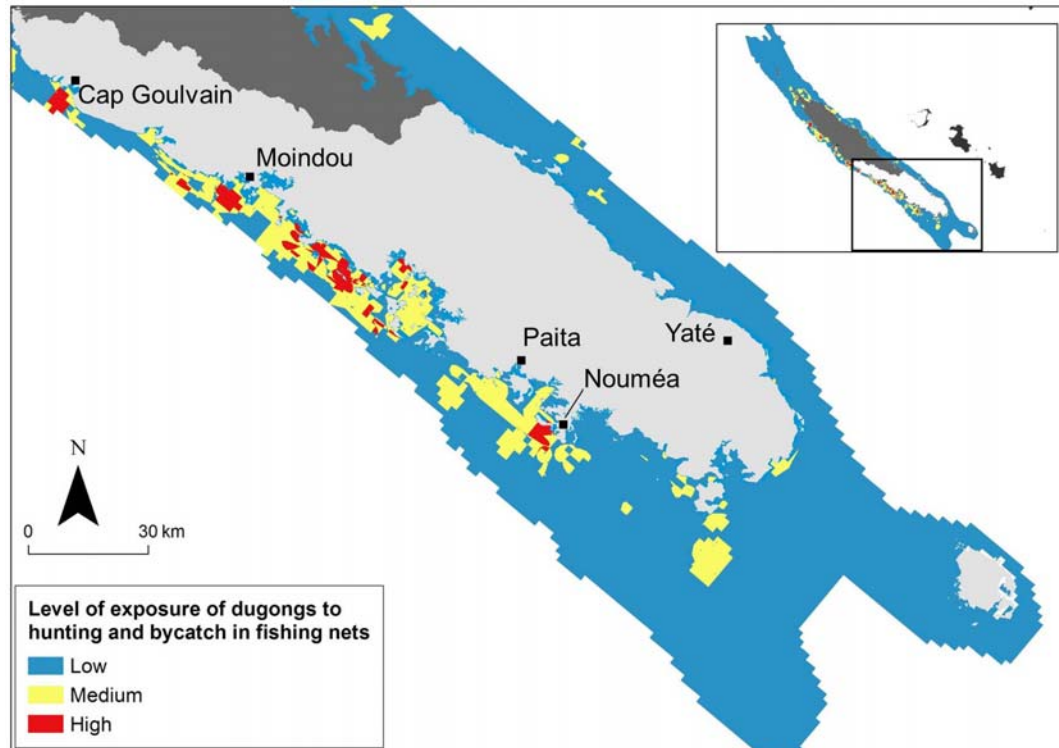 Cap Goulvain
Moindou
Paita
Yaté
Nouméa
N
0 30 km
Level of exposure of dugongs to
hunting and bycatch in fishing nets
Low
Medium
High